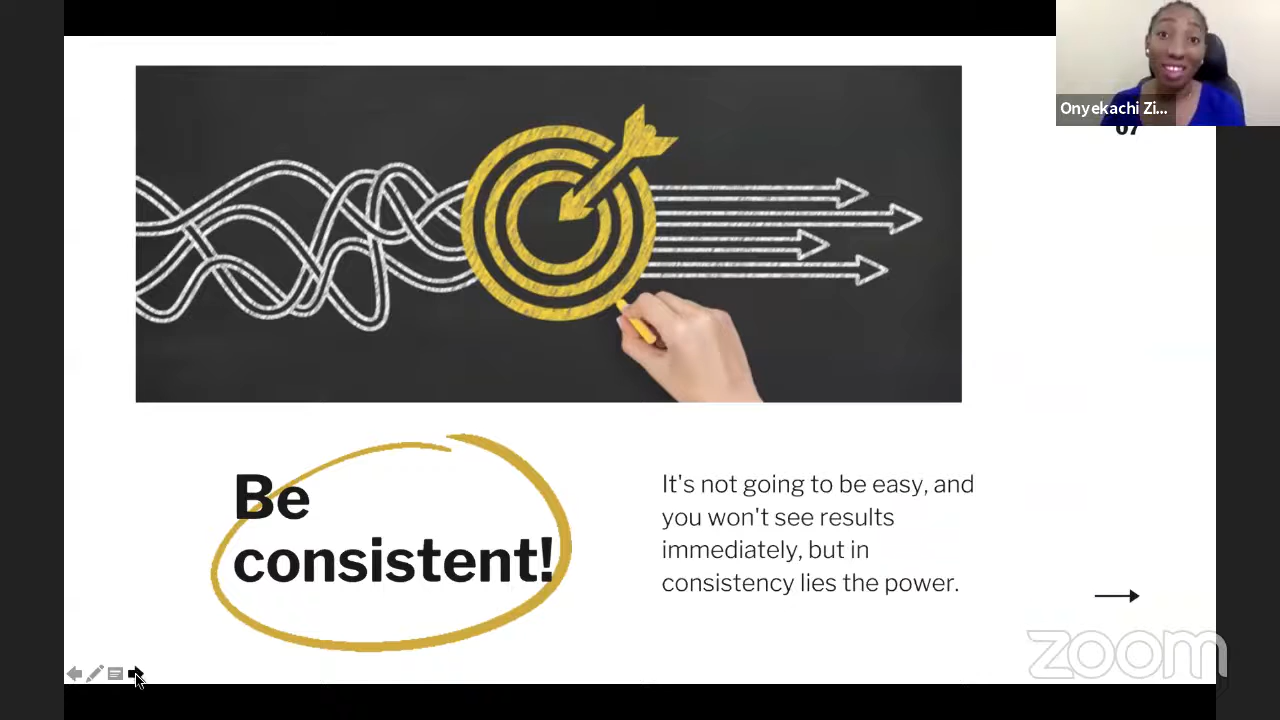 Onyekachi Zi...
07
Be
consistent!
It's not going to be easy, and
you won't see results
immediately, but in
consistency lies the power.
zoom